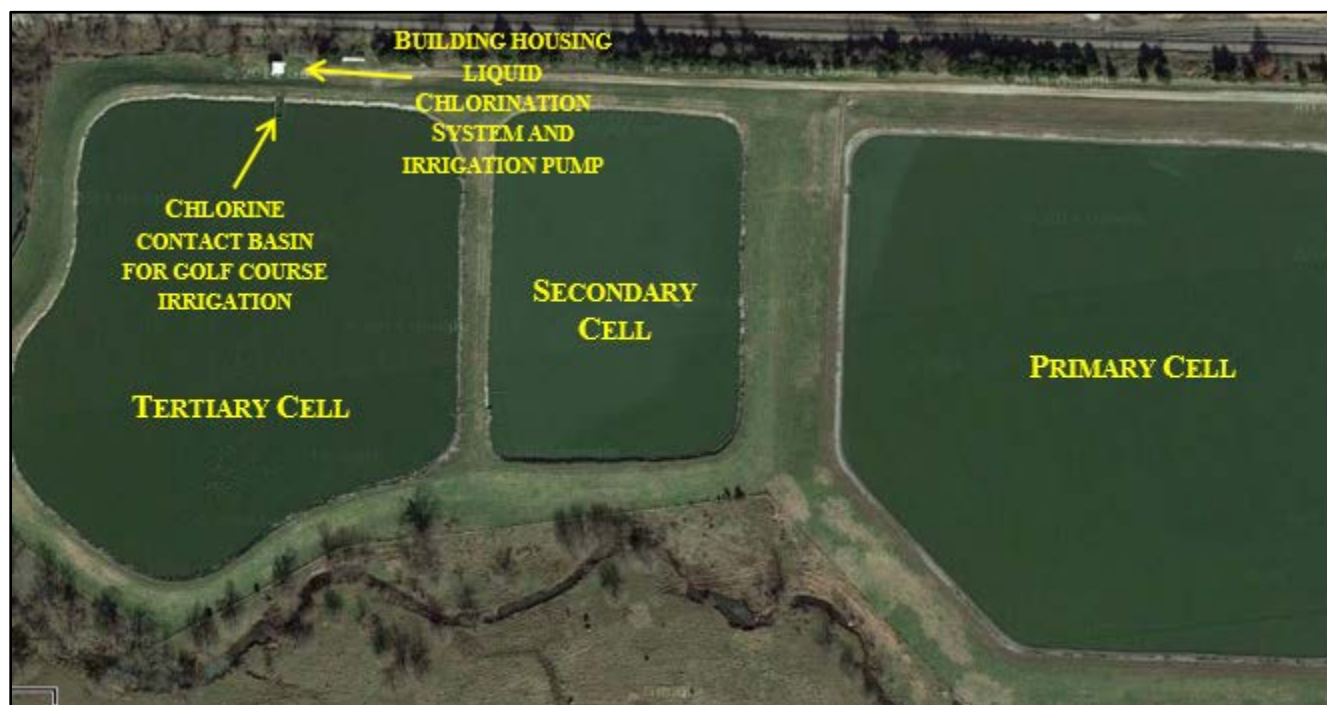 BUILDING HOUSING
LIQUID
CHLORINATION
SYSTEM AND
IRRIGATION PUMP
CHLORINE
CONTACT BASIN
FOR GOLF COURSE
IRRIGATION
SECONDARY
CELL
PRIMARY CELL
TERTIARY CELL